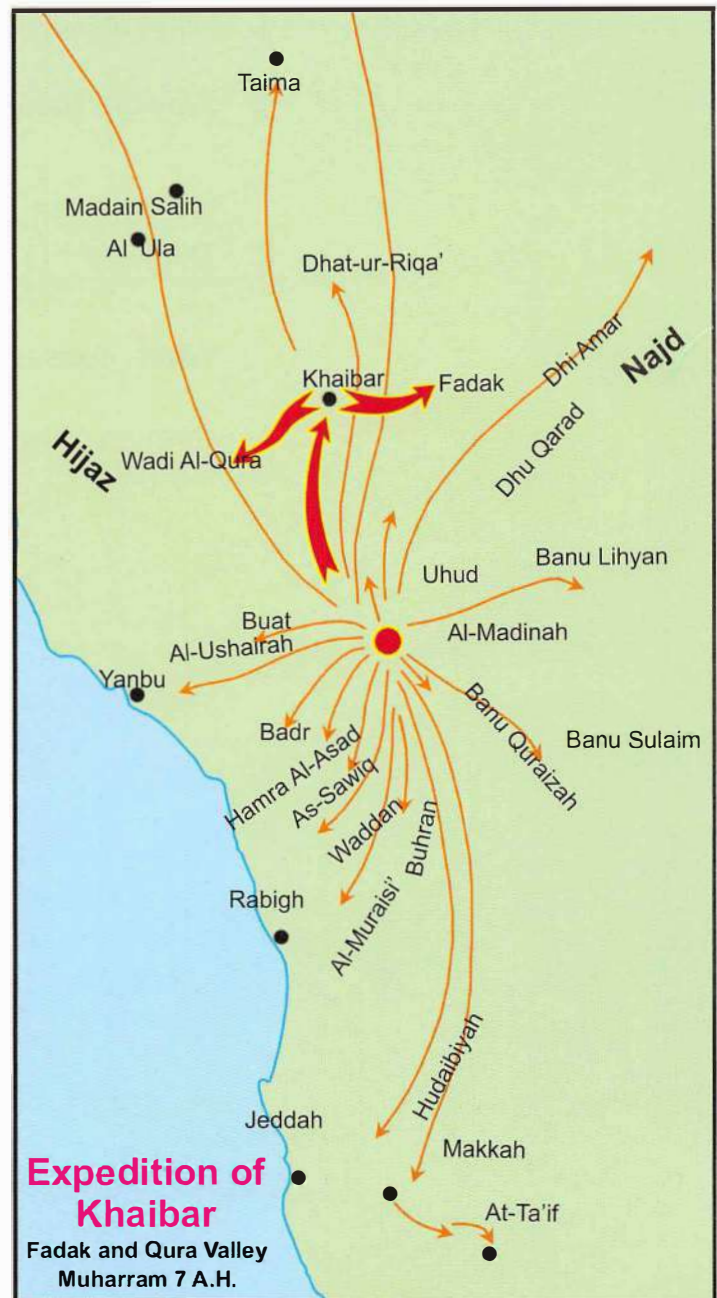 Taima
Madain Salih
Al 'Ula
Dhat-ur-Riqa'
Dhi Amar
Najd
Khaibar
Fadak
Dhu Qarad
Hijaz
Wadi Al-Qura
Uhud
Banu Lihyan
Buat
Al-Madinah
Al-Ushairah
Yanbu
Badr
Banu Quraizah
Banu Sulaim
Hamra Al-Asad
As-Sawiq
Waddan
Buhran
Rabigh
Al-Muraisi'
Hudaibiyah
Jeddah
Makkah
At-Ta'if
Expedition of
Khaibar
Fadak and Qura Valley
Muharram 7 A.H.